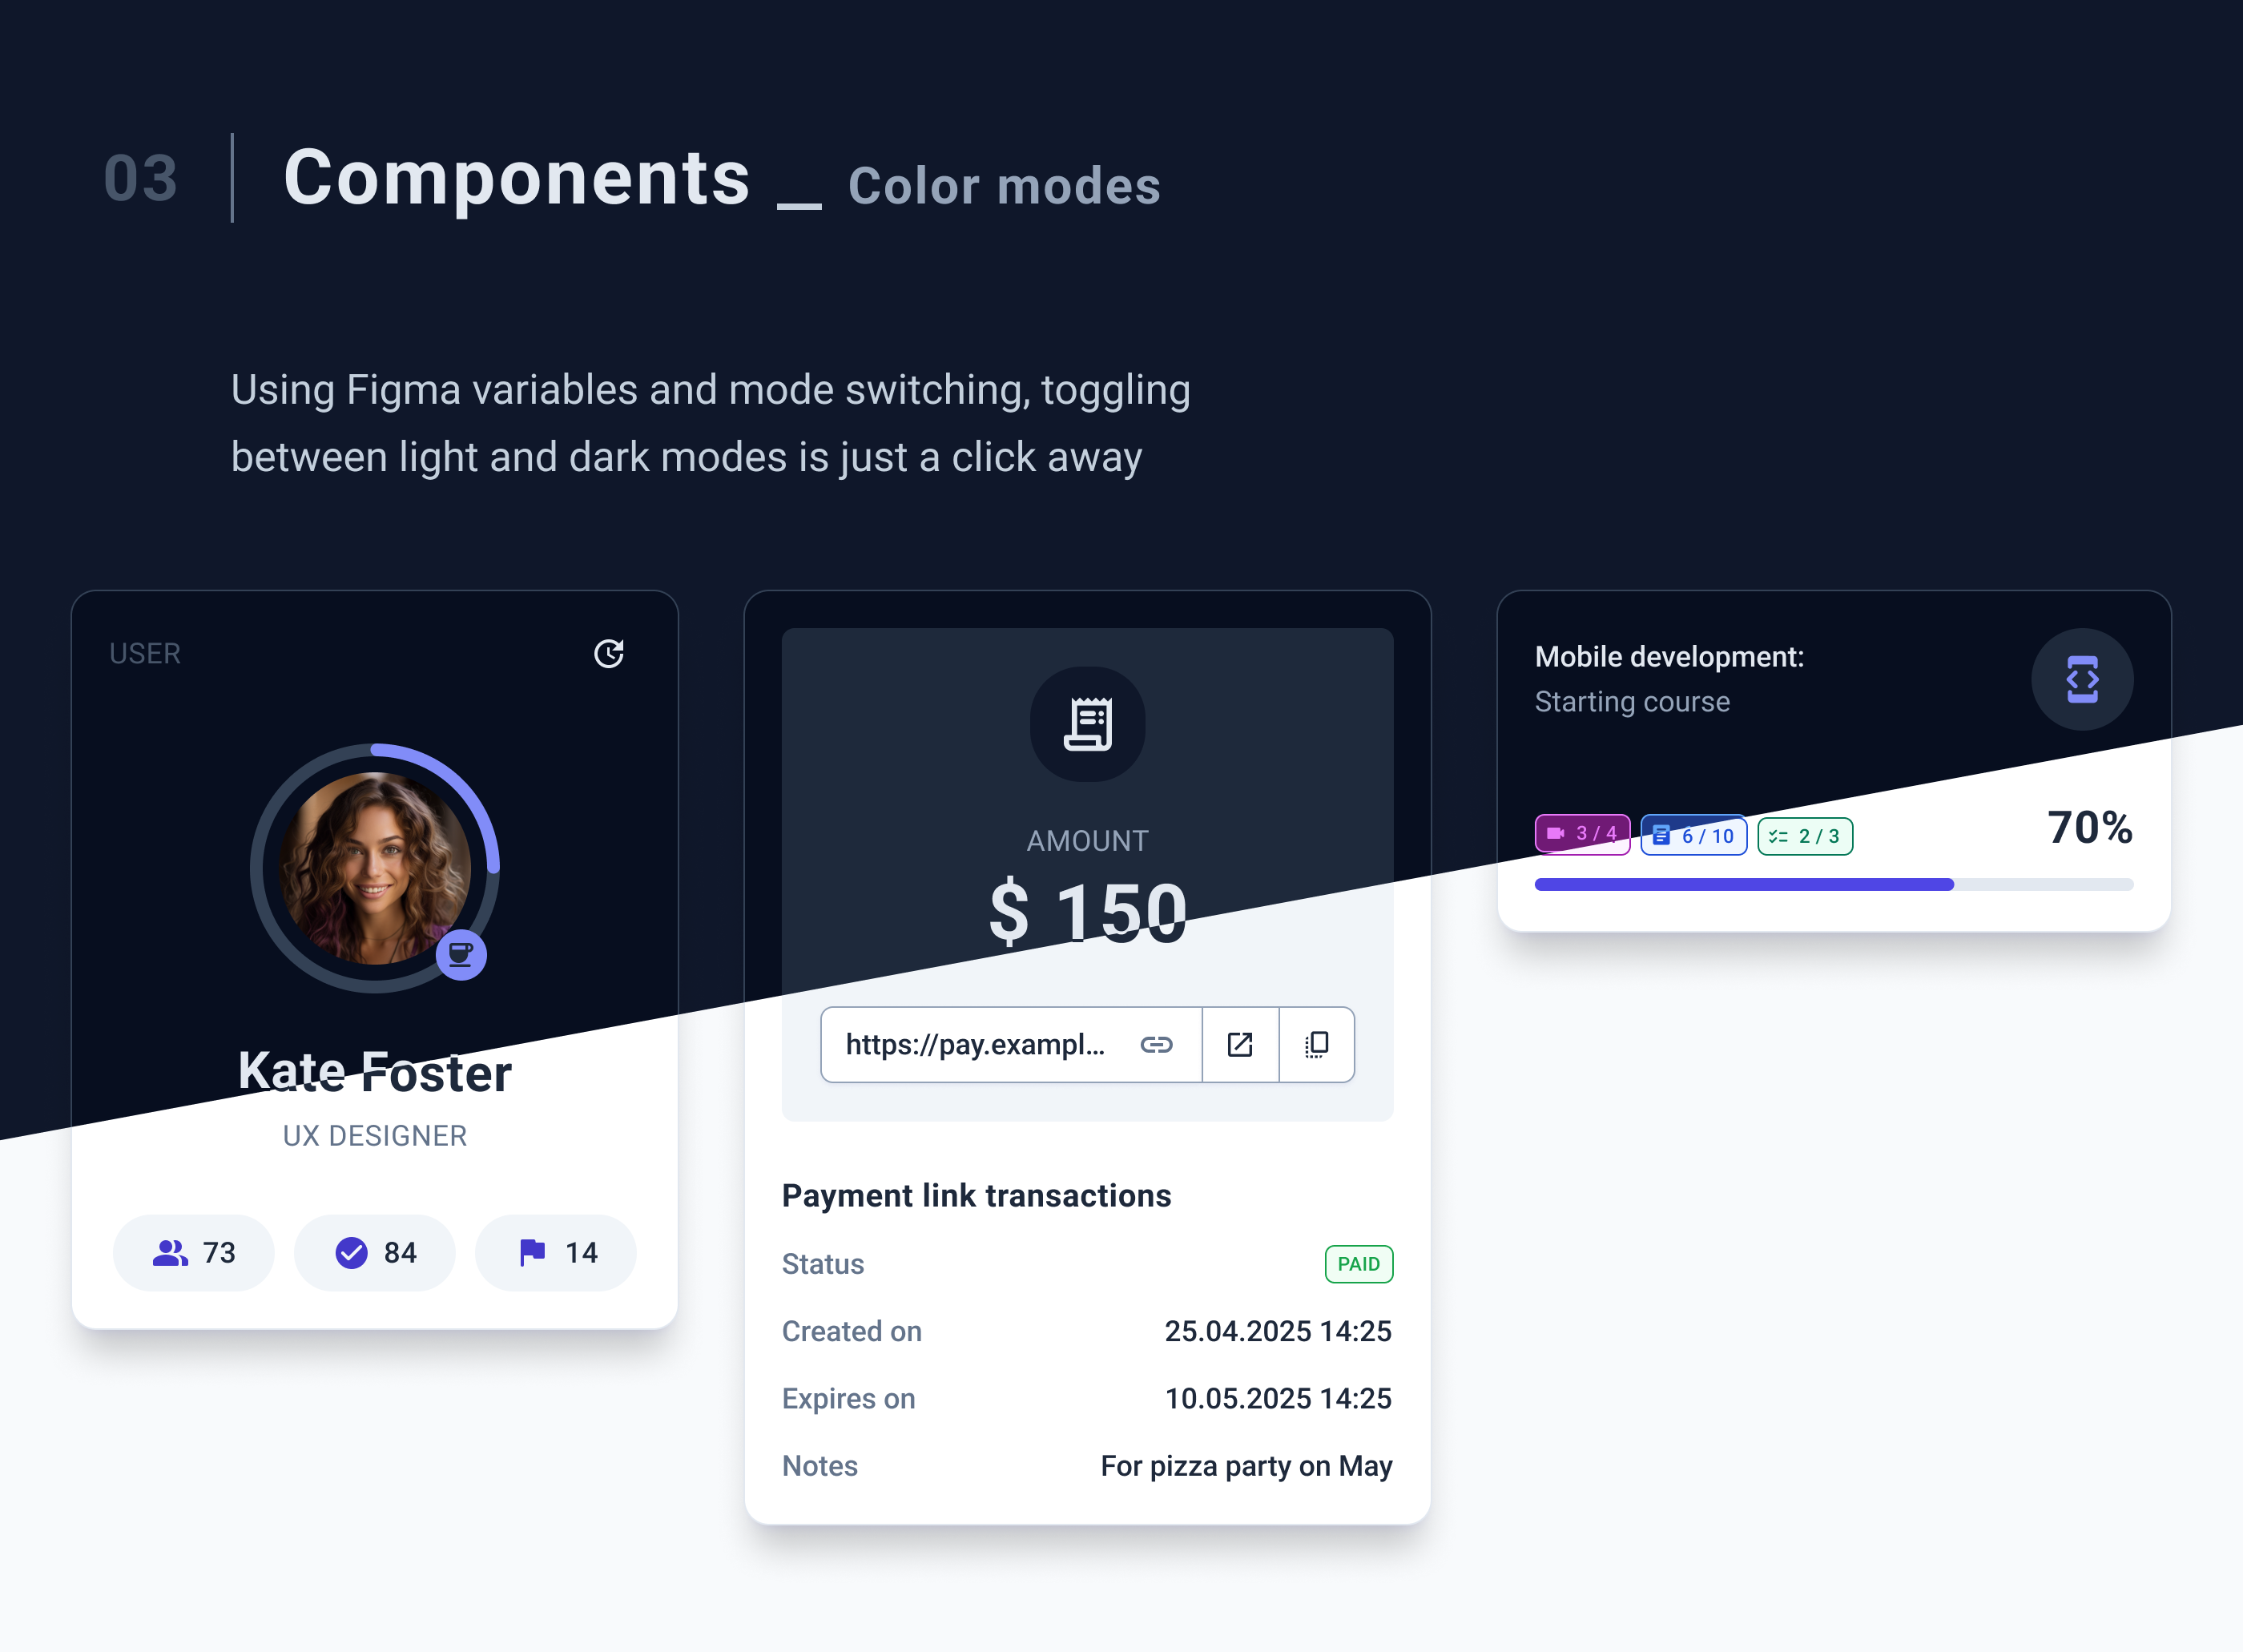 03
Components _ Color modes
Using Figma variables and mode switching, toggling
between light and dark modes is just a click away
USER
Kate Foster
UX DESIGNER
73
84
14
AMOUNT
$ 150
https://pay.exampl...
Payment link transactions
Status PAID
Created on 25.04.2025 14:25
Expires on 10.05.2025 14:25
Notes For pizza party on May
Mobile development:
Starting course
3 / 4
6 / 10
2 / 3
70%